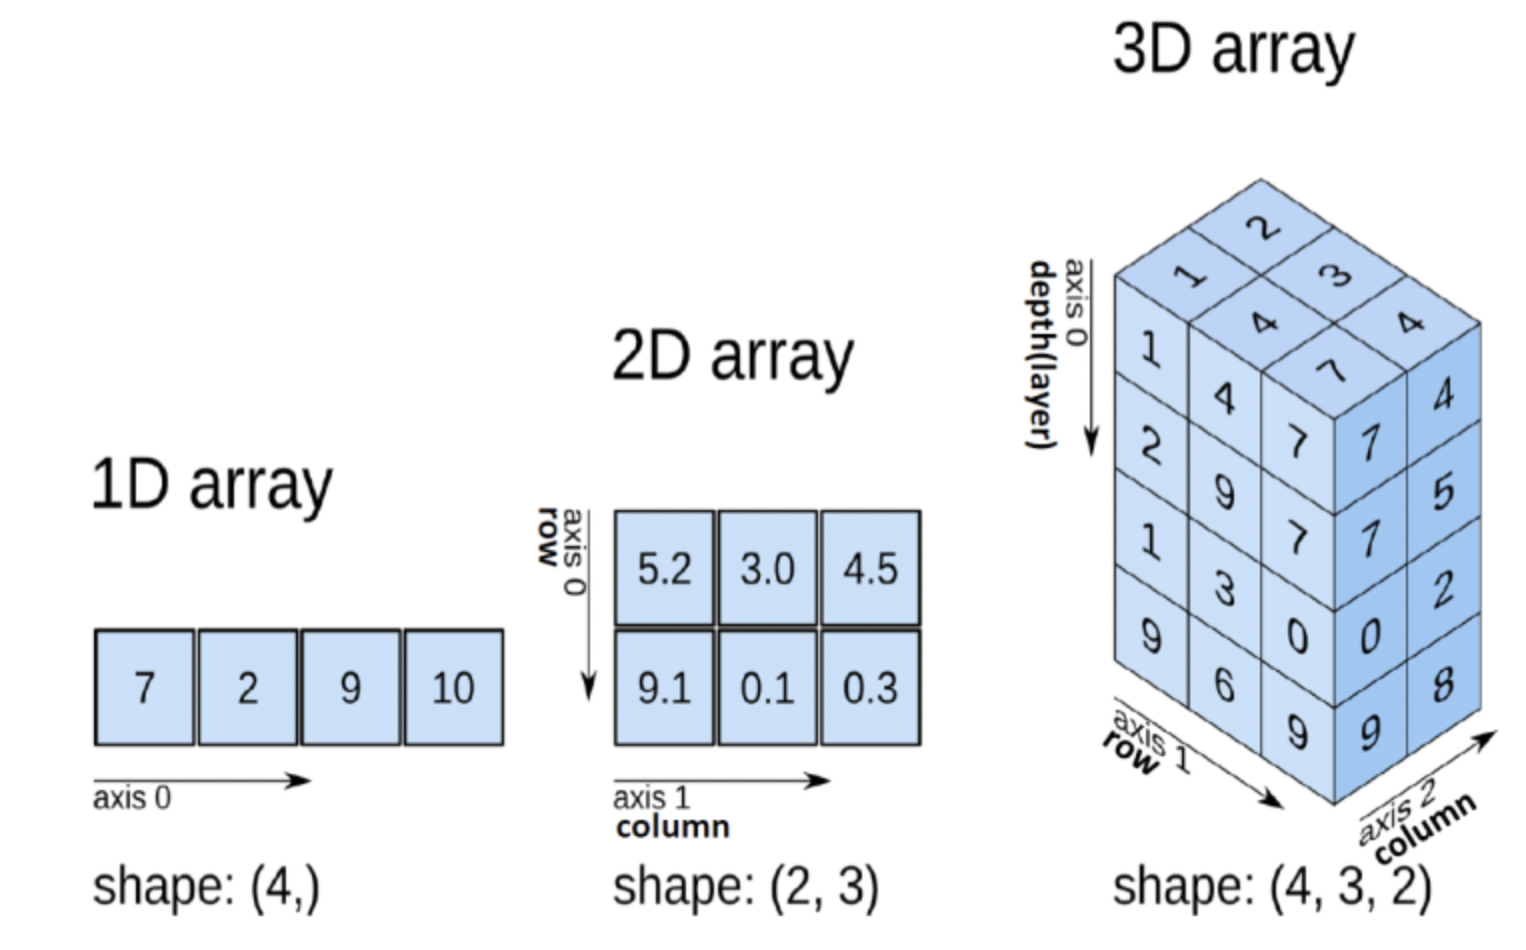 3D array
2D array
1D array
7 2 9 10
axis 0
shape: (4,)
axis 0
row
5.2 3.0 4.5
9.1 0.1 0.3
axis 1
column
shape: (2, 3)
axis 0
depth(layer)
2
1 3
4 4
7
1 4 7
2 9 7
1 3 0
9 6 9
7 4
7 5
0 2
9 8
axis 1
row
axis 2
column
shape: (4, 3, 2)